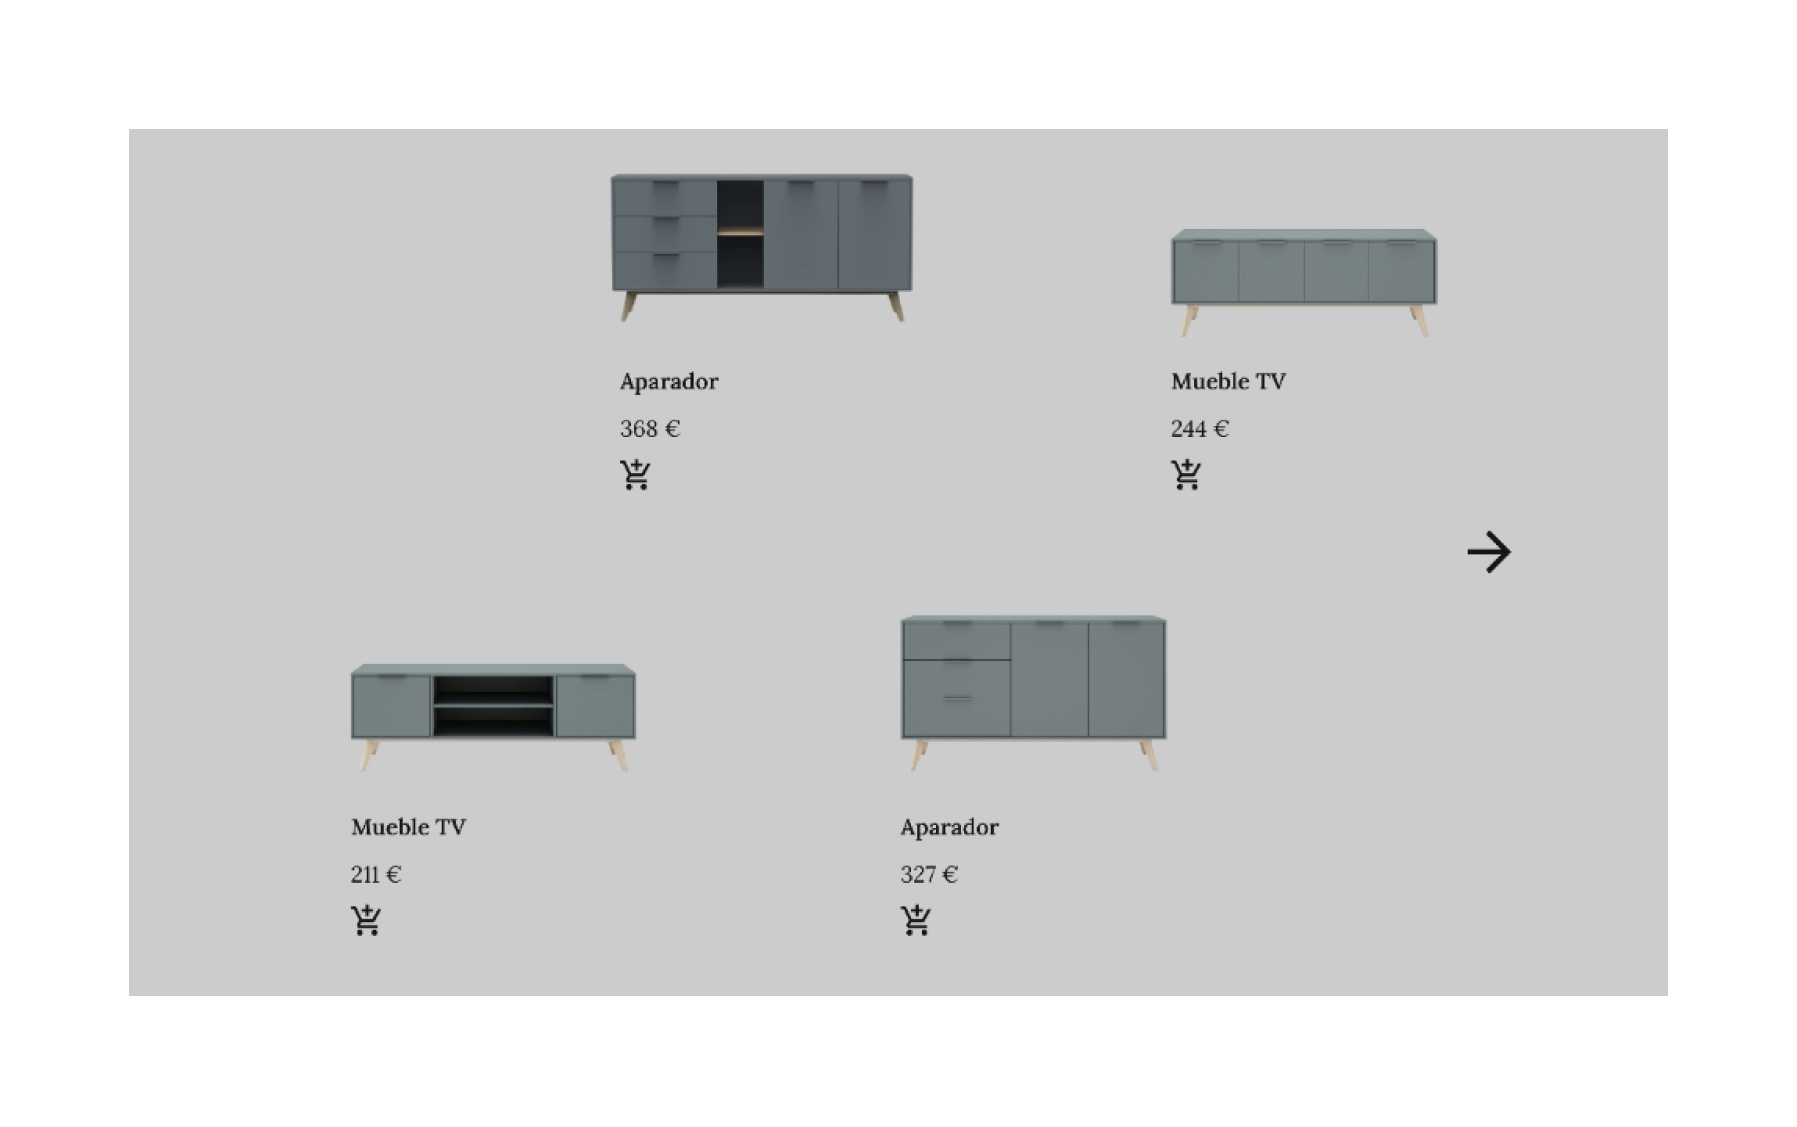 Aparador
368 €
Mueble TV
244 €
Mueble TV
211 €
Aparador
327 €